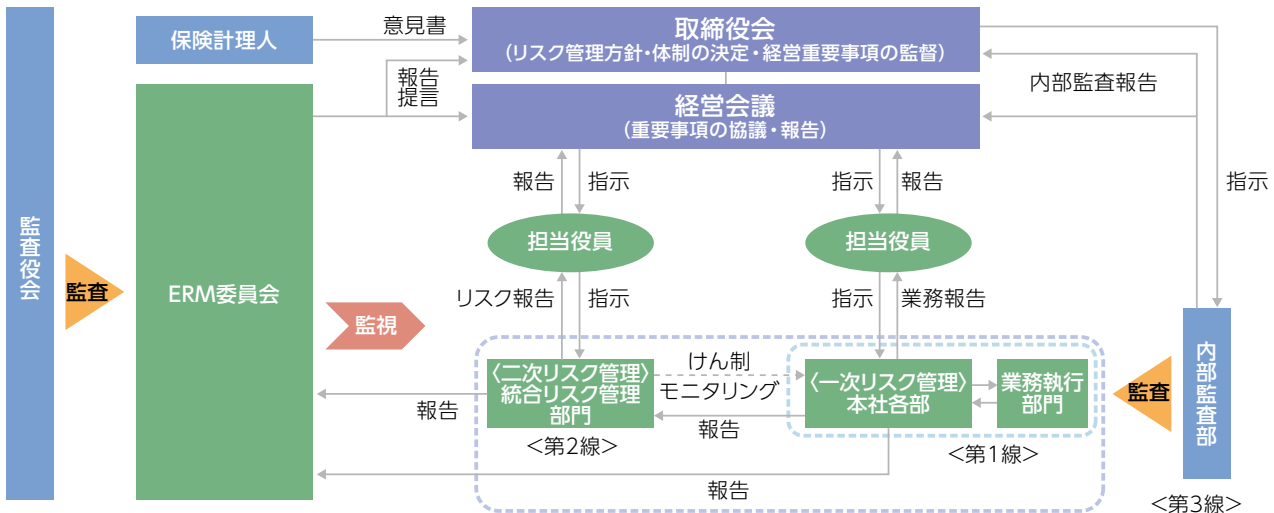 保険計理人
意見書
取締役会
（リスク管理方針・体制の決定・経営重要事項の監督）
報告
提言
内部監査報告
経営会議
（重要事項の協議・報告）
報告
指示
指示
報告
指示
監査役会
監査
ERM委員会
担当役員
担当役員
監視
リスク報告
指示
指示
業務報告
〈二次リスク管理〉
統合リスク管理
部門
けん制
モニタリング
〈一次リスク管理〉
本社各部
業務執行
部門
監査
内部監査部
報告
報告
＜第2線＞
＜第1線＞
報告
＜第3線＞